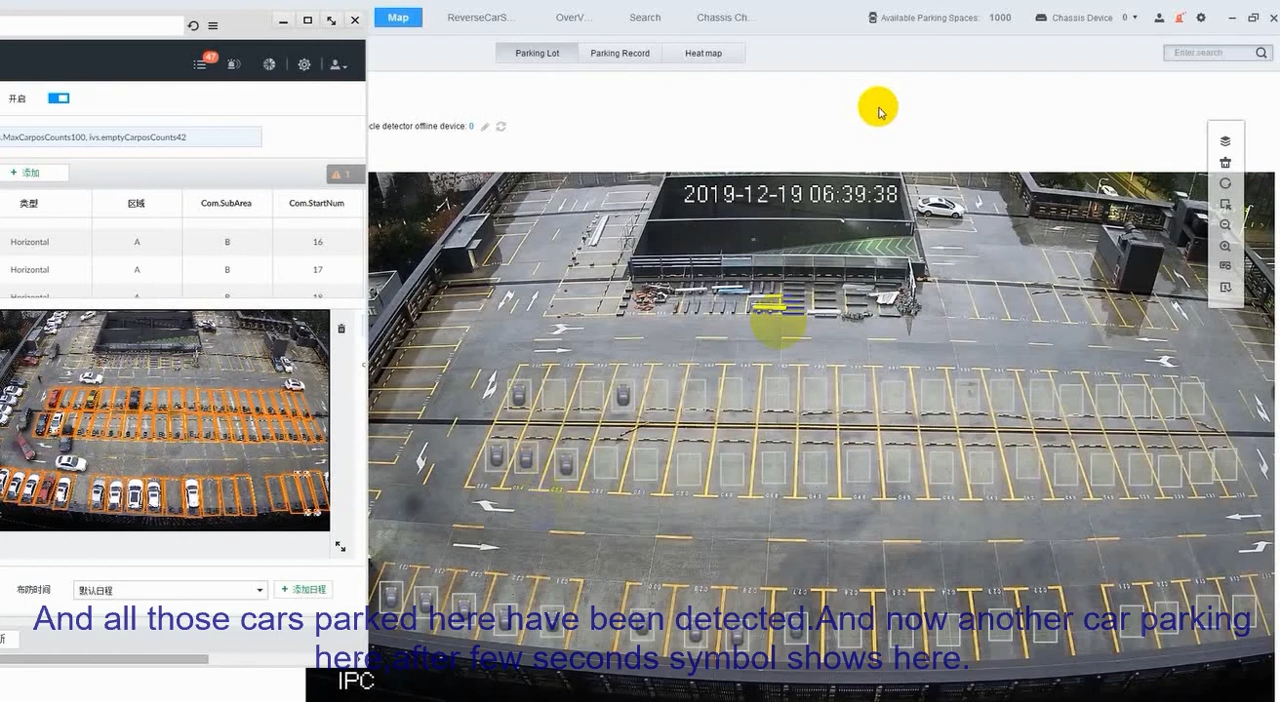 Map
ReverseCarS...
OverV...
Search
Chassis Ch...
Available Parking Spaces: 1000
Chassis Device 0
Parking Lot
Parking Record
Heat map
Enter search
47
开启
.MaxCarposCounts100, ivs.emptyCarposCounts42
cle detector offline device: 0
+ 添加
1
类型
区域
Com.SubArea
Com.StartNum
Horizontal
A
B
16
Horizontal
A
B
17
Horizontal
A
B
18
2019-12-19 06:39:38
布防时间
默认日程
+ 添加日程
And all those cars parked here have been detected.And now another car parking
here,after few seconds symbol shows here.
IPC